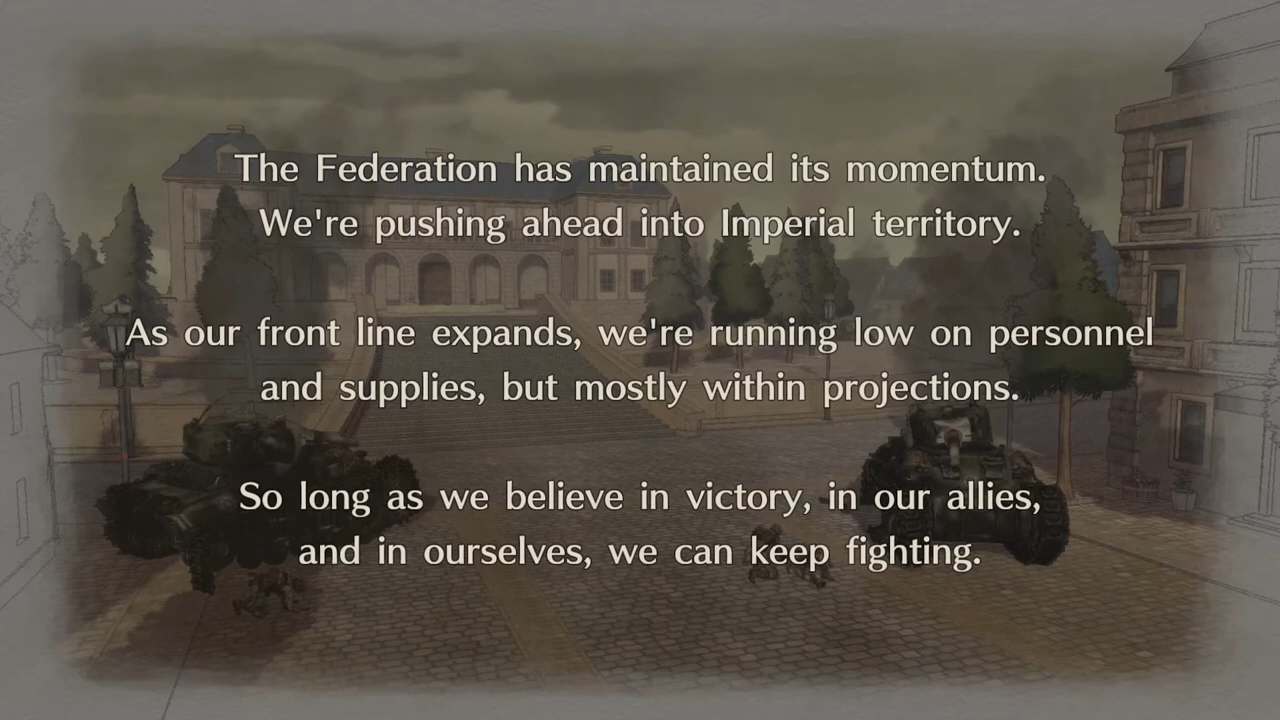 The Federation has maintained its momentum.
We're pushing ahead into Imperial territory.
As our front line expands, we're running low on personnel
and supplies, but mostly within projections.
So long as we believe in victory, in our allies,
and in ourselves, we can keep fighting.